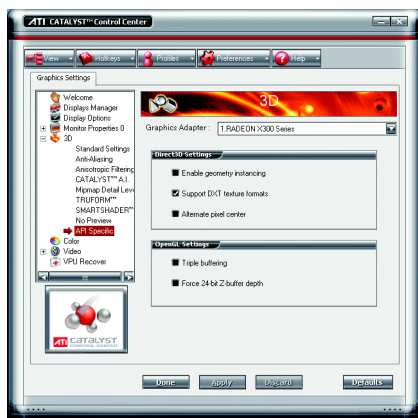 ATI CATALYST™ Control Center
View Hotkeys Profiles Preferences Help
Graphics Settings
Welcome
Displays Manager
Display Options
Monitor Properties 0
3D
Standard Settings
Anti-Aliasing
Anisotropic Filtering
CATALYST™ A.I.
Mipmap Detail Leve
TRUFORM™
SMARTSHADER™
No Preview
API Specific
Color
Video
VPU Recover
ATI CATALYST
CONTROL CENTER
3D
Graphics Adapter : 1.RADEON X300 Series
Direct3D Settings
Enable geometry instancing
Support DXT texture formats
Alternate pixel center
OpenGL Settings
Triple buffering
Force 24-bit Z-buffer depth
Done Apply Discard Defaults